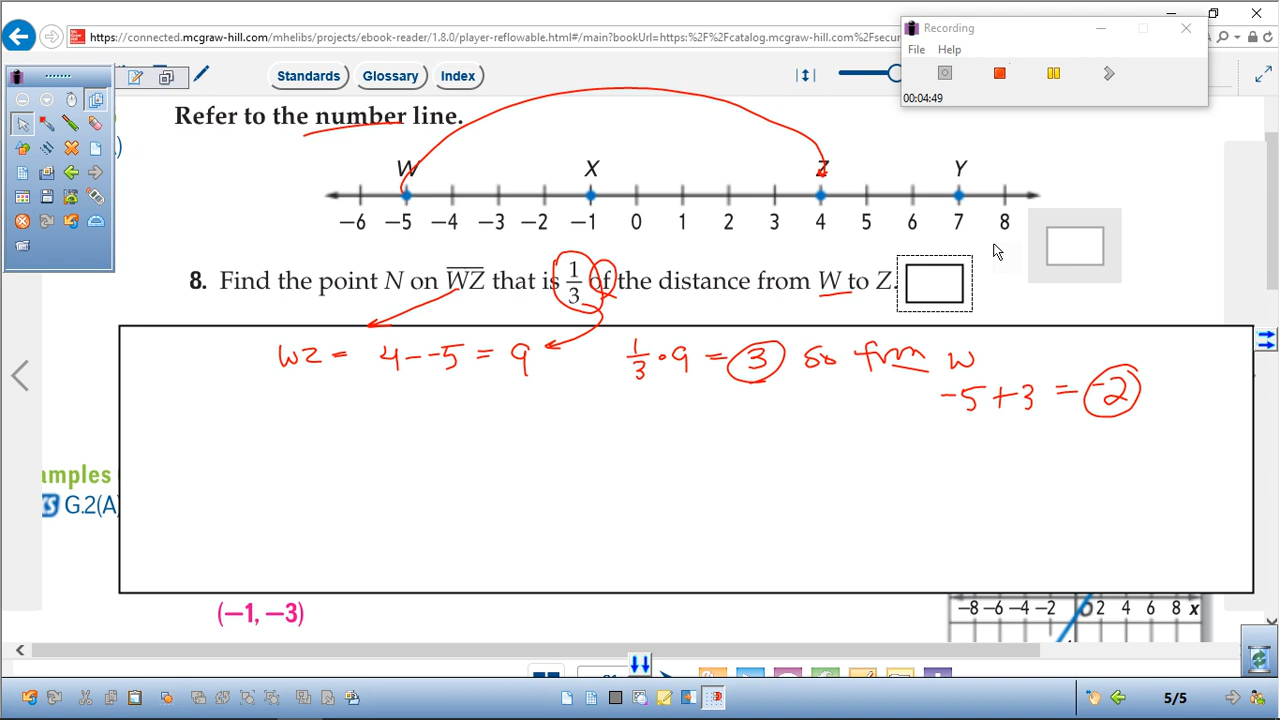 https://connected.mcgraw-hill.com/mhelibs/projects/ebook-reader/1.8.0/player-reflowable.html#/main?bookUrl=https:%2F%2Fcatalog.mcgraw-hill.com%2Fsecur
Recording
File Help
00:04:49
Standards Glossary Index
Refer to the number line.
W X Z Y
−6 −5 −4 −3 −2 −1 0 1 2 3 4 5 6 7 8
8. Find the point N on WZ that is 1/3 of the distance from W to Z.
WZ = 4 - -5 = 9 1/3 • 9 = 3 so from W
-5 + 3 = -2
amples
G.2(A)
(−1, −3)
−8 −6 −4 −2 O 2 4 6 8 x
5/5